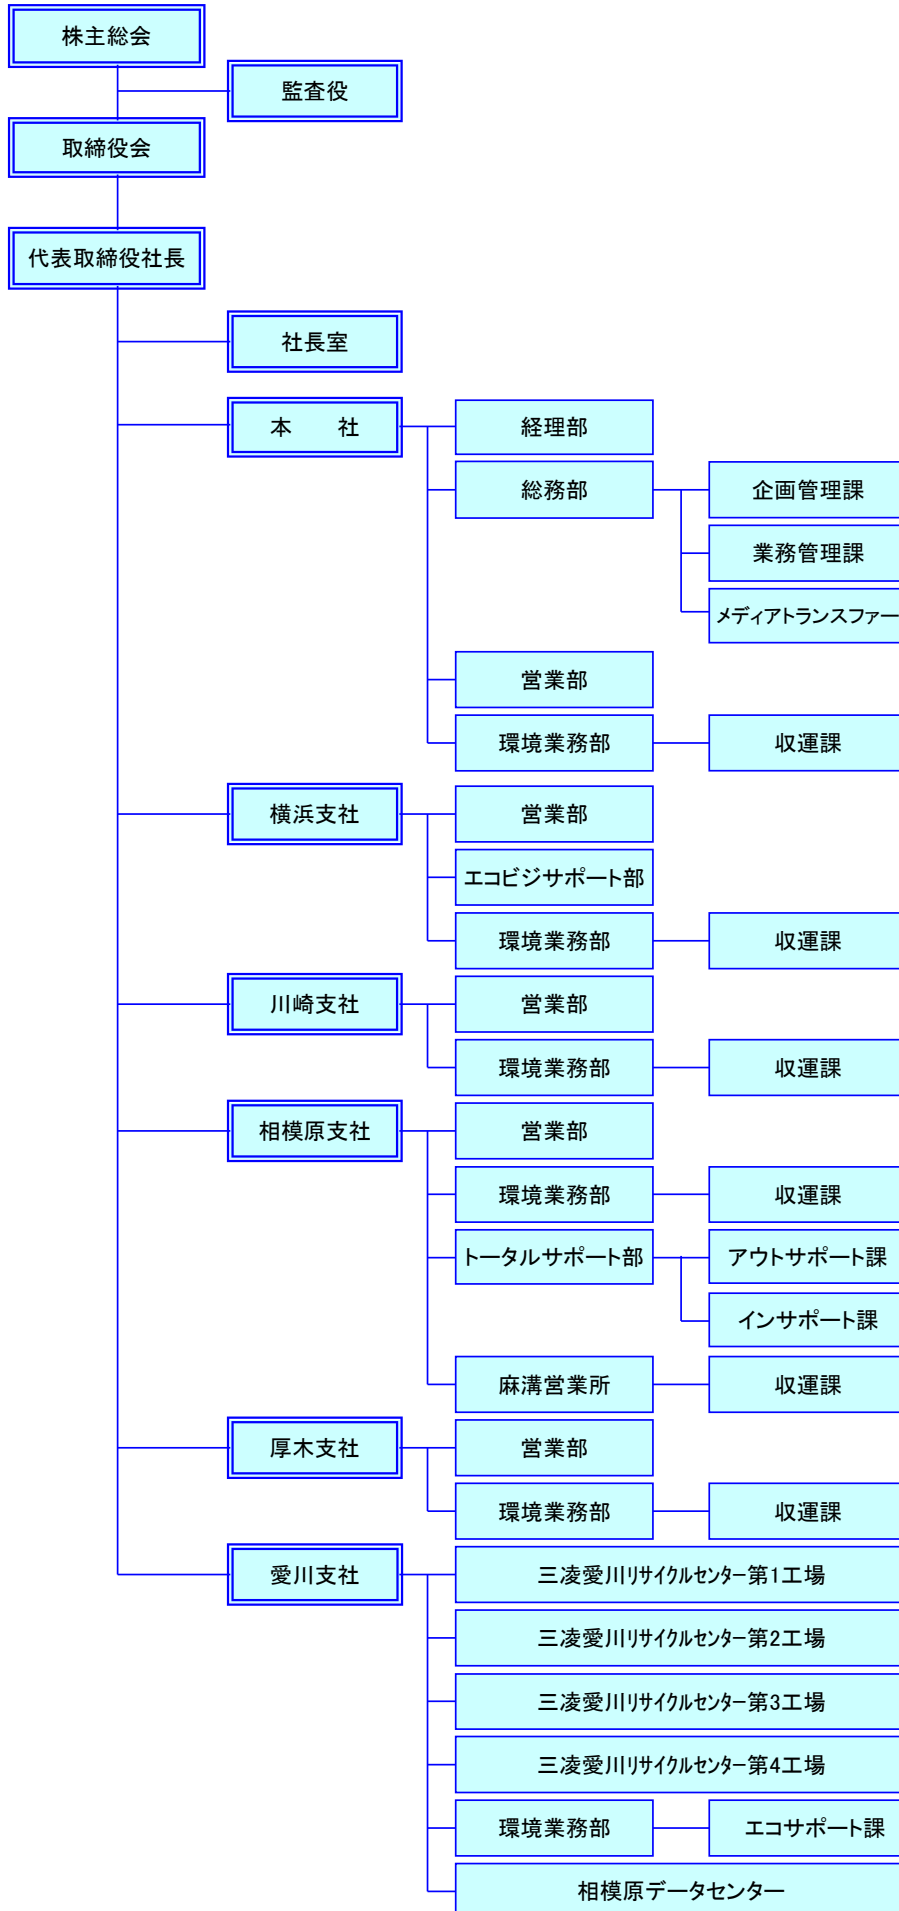 株主総会
監査役
取締役会
代表取締役社長
社長室
本　　社
経理部
総務部
企画管理課
業務管理課
メディアトランスファー
営業部
環境業務部
収運課
横浜支社
営業部
エコビジサポート部
環境業務部
収運課
川崎支社
営業部
環境業務部
収運課
相模原支社
営業部
環境業務部
収運課
トータルサポート部
アウトサポート課
インサポート課
麻溝営業所
収運課
厚木支社
営業部
環境業務部
収運課
愛川支社
三凌愛川ﾘｻｲｸﾙｾﾝﾀｰ第1工場
三凌愛川ﾘｻｲｸﾙｾﾝﾀｰ第2工場
三凌愛川ﾘｻｲｸﾙｾﾝﾀｰ第3工場
三凌愛川ﾘｻｲｸﾙｾﾝﾀｰ第4工場
環境業務部
エコサポート課
相模原データセンター